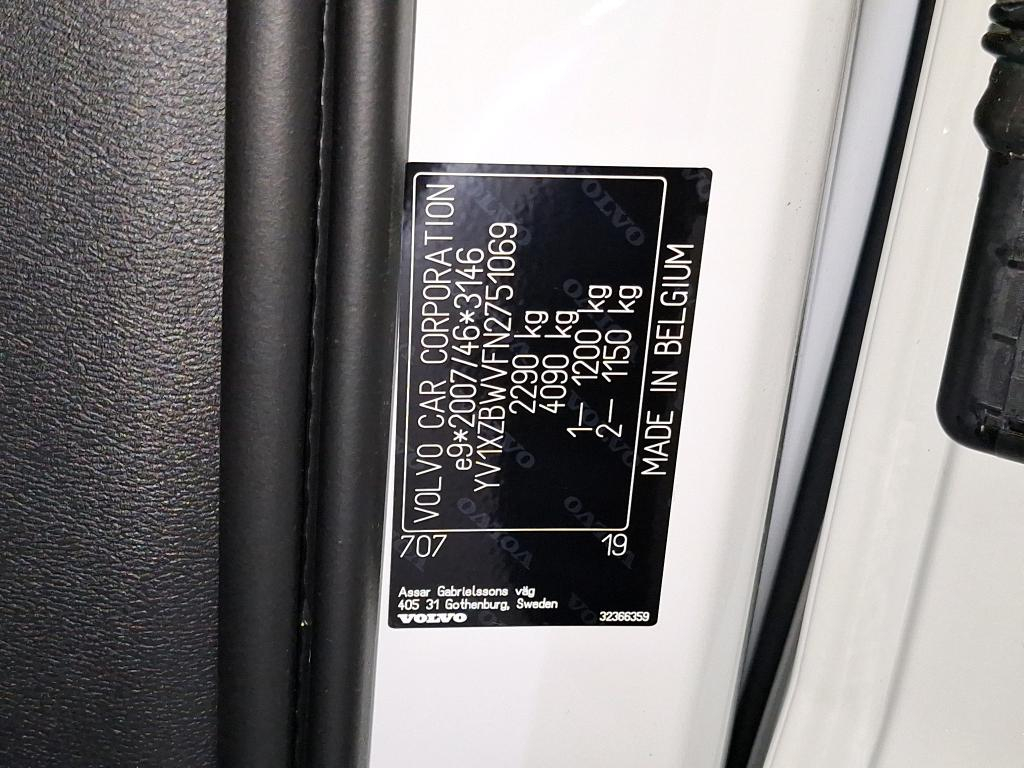 VOLVO CAR CORPORATION
e9*2007/46*3146
YV1XZBWVFN2751069
2290 kg
4090 kg
1– 1200 kg
2– 1150 kg
MADE IN BELGIUM
707 19
Assar Gabrielssons väg
405 31 Gothenburg, Sweden
VOLVO 32366359